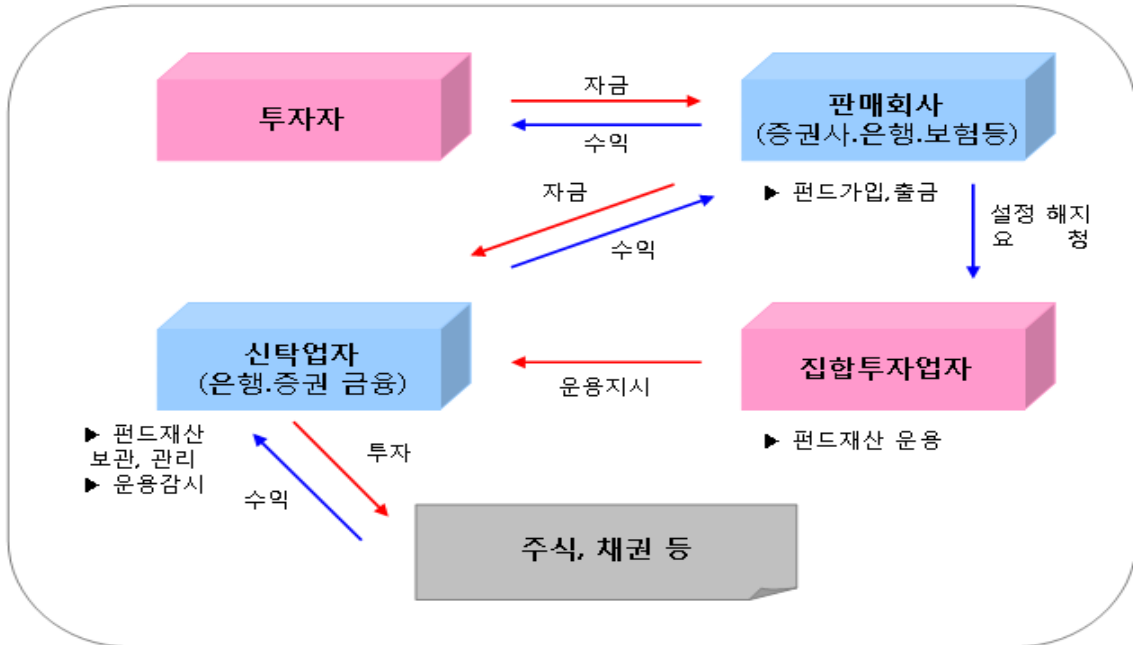 투자자
자금
수익
판매회사
(증권사.은행.보험등)
▶ 펀드가입,출금
자금
수익
설정 해지
요 청
신탁업자
(은행.증권 금융)
운용지시
집합투자업자
▶ 펀드재산
보관, 관리
▶ 운용감시
▶ 펀드재산 운용
투자
수익
주식, 채권 등